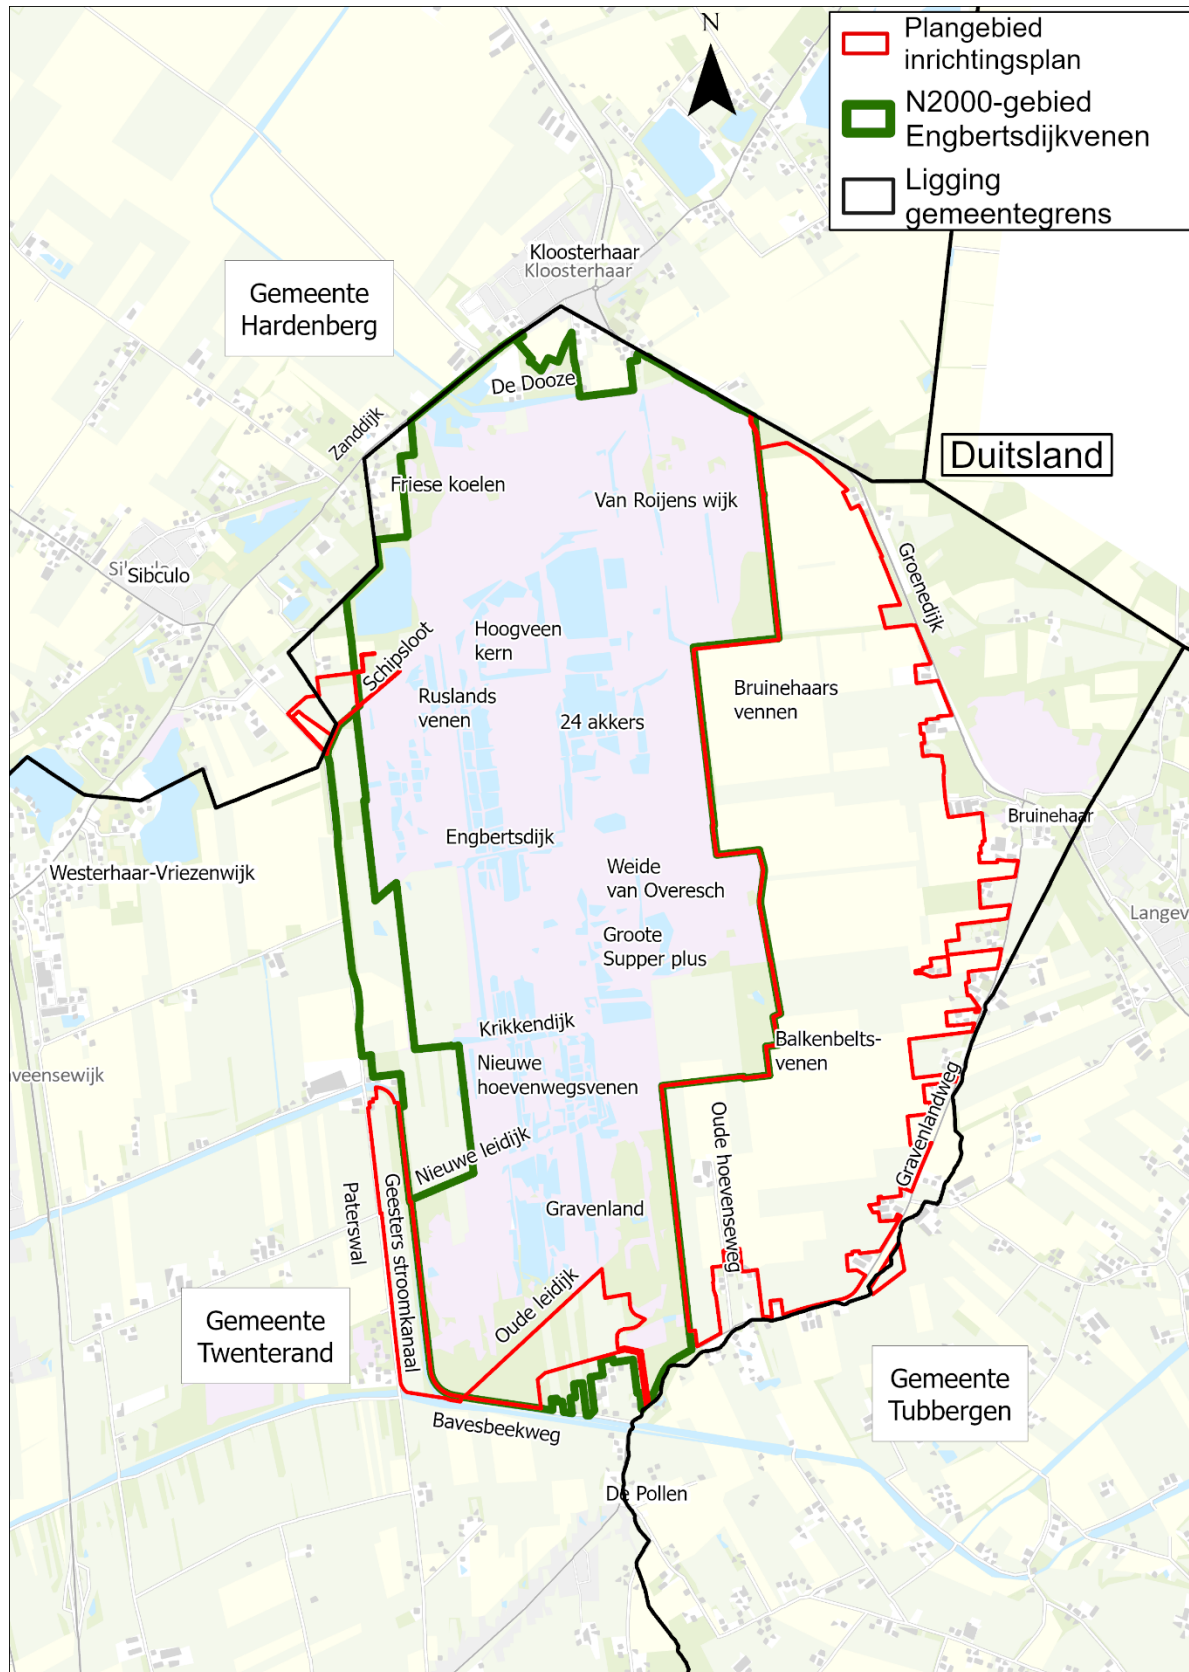 N
Plangebied
inrichtingsplan
N2000-gebied
Engbertsdijkvenen
Ligging
gemeentegrens
Kloosterhaar
Kloosterhaar
Gemeente
Hardenberg
De Dooze
Zanddijk
Duitsland
Friese koelen
Van Roijens wijk
Groenedijk
Sibculo
Hoogveen
kern
Schipsloot
Ruslands
venen
24 akkers
Bruinehaars
vennen
Bruinehaar
Engbertsdijk
Westerhaar-Vriezenwijk
Weide
van Overesch
Langev
Groote
Supper plus
Krikkendijk
Balkenbelts-
venen
Nieuwe
hoevenwegsvenen
veensewijk
Oude hoevenseweg
Gravenlandweg
Nieuwe leidijk
Paterswal
Geesters stroomkanaal
Gravenland
Oude leidijk
Gemeente
Twenterand
Gemeente
Tubbergen
Bavesbeekweg
De Pollen